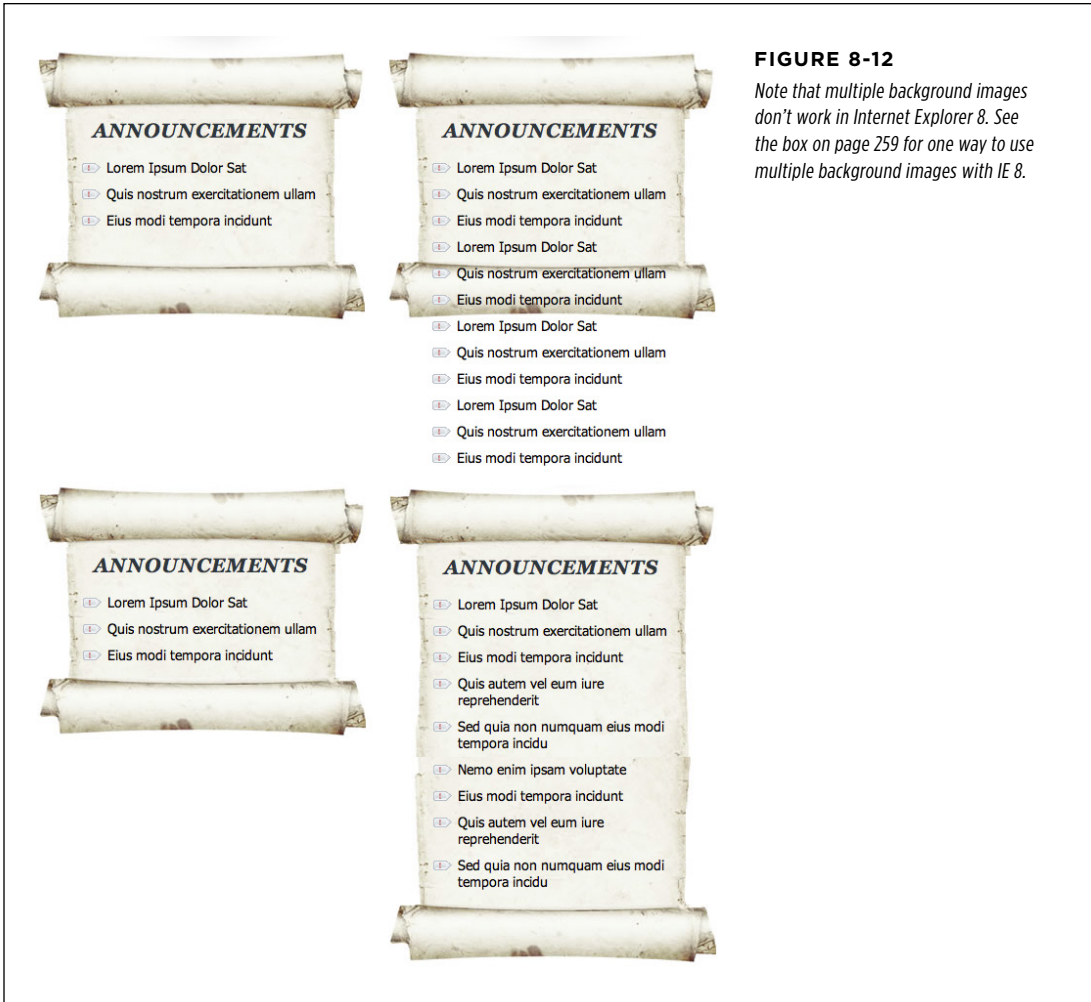 ANNOUNCEMENTS
Lorem Ipsum Dolor Sat
Quis nostrum exercitationem ullam
Eius modi tempora incidunt
ANNOUNCEMENTS
Lorem Ipsum Dolor Sat
Quis nostrum exercitationem ullam
Eius modi tempora incidunt
Lorem Ipsum Dolor Sat
Quis nostrum exercitationem ullam
Eius modi tempora incidunt
Lorem Ipsum Dolor Sat
Quis nostrum exercitationem ullam
Eius modi tempora incidunt
Lorem Ipsum Dolor Sat
Quis nostrum exercitationem ullam
Eius modi tempora incidunt
FIGURE 8-12
Note that multiple background images
don't work in Internet Explorer 8. See
the box on page 259 for one way to use
multiple background images with IE 8.
ANNOUNCEMENTS
Lorem Ipsum Dolor Sat
Quis nostrum exercitationem ullam
Eius modi tempora incidunt
ANNOUNCEMENTS
Lorem Ipsum Dolor Sat
Quis nostrum exercitationem ullam
Eius modi tempora incidunt
Quis autem vel eum iure
reprehenderit
Sed quia non numquam eius modi
tempora incidu
Nemo enim ipsam voluptate
Eius modi tempora incidunt
Quis autem vel eum iure
reprehenderit
Sed quia non numquam eius modi
tempora incidu